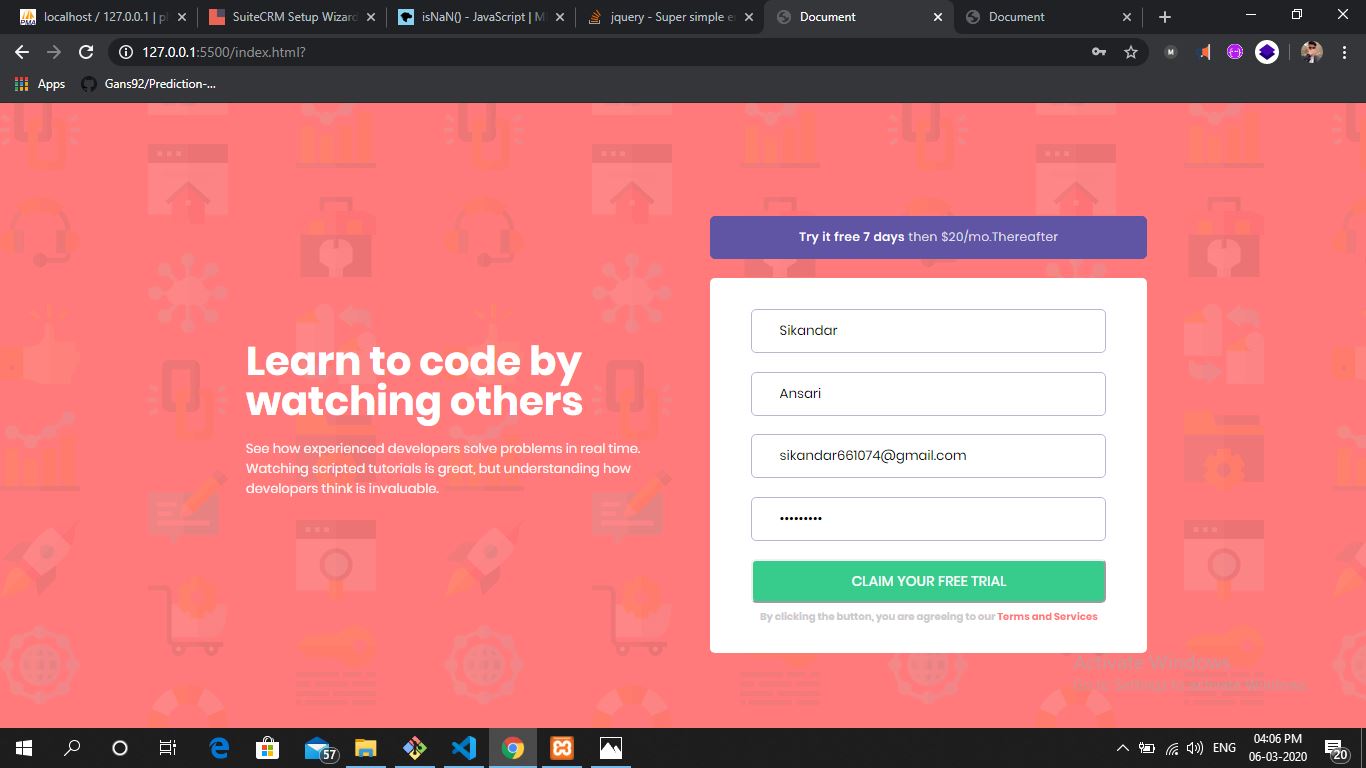 localhost / 127.0.0.1 | p
SuiteCRM Setup Wizard
isNaN() - JavaScript | M
jquery - Super simple e
Document
Document
127.0.0.1:5500/index.html?
M
Apps
Gans92/Prediction-...
Try it free 7 days then $20/mo.Thereafter
Learn to code by
watching others
See how experienced developers solve problems in real time.
Watching scripted tutorials is great, but understanding how
developers think is invaluable.
Sikandar
Ansari
sikandar661074@gmail.com
•••••••••
CLAIM YOUR FREE TRIAL
By clicking the button, you are agreeing to our Terms and Services
Activate Windows
Go to Settings to activate Windows.
57
ENG
04:06 PM
06-03-2020
20